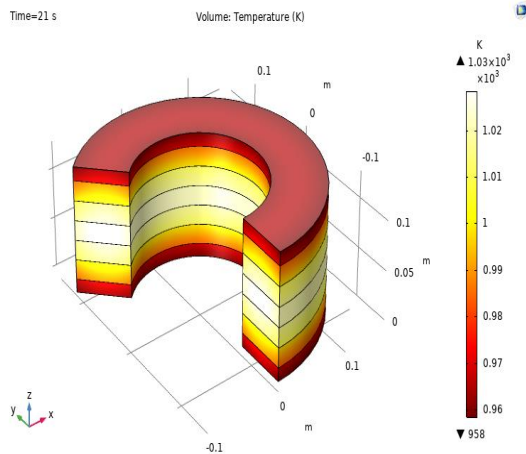 Time=21 s
Volume: Temperature (K)
K
▲ 1.03×10³
×10³
1.02
1.01
1
0.99
0.98
0.97
0.96
▼ 958
0.1
m
0
-0.1
0.1
0.05
m
0
0.1
0
m
-0.1
z
y
x